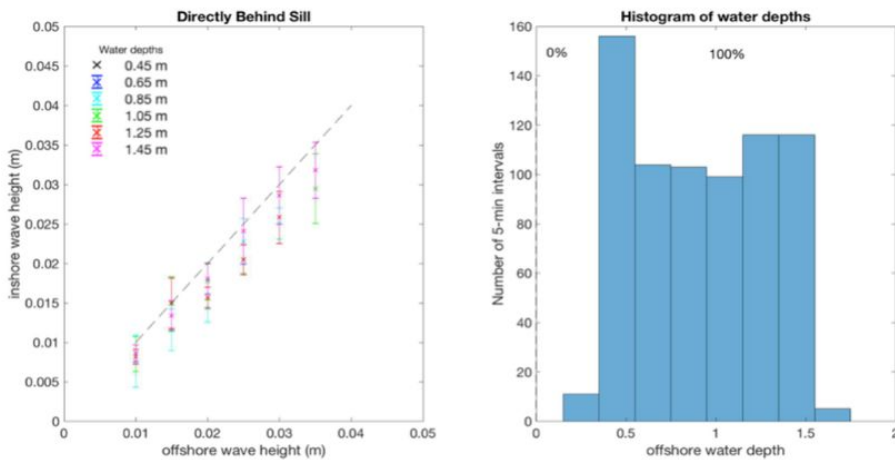 Directly Behind Sill
0.05
0.045
0.04
0.035
0.03
0.025
0.02
0.015
0.01
0.005
0
inshore wave height (m)
Water depths
0.45 m
0.65 m
0.85 m
1.05 m
1.25 m
1.45 m
0
0.01
0.02
0.03
0.04
0.05
offshore wave height (m)
Histogram of water depths
160
140
120
100
80
60
40
20
0
Number of 5-min intervals
0%
100%
0
0.5
1
1.5
2
offshore water depth